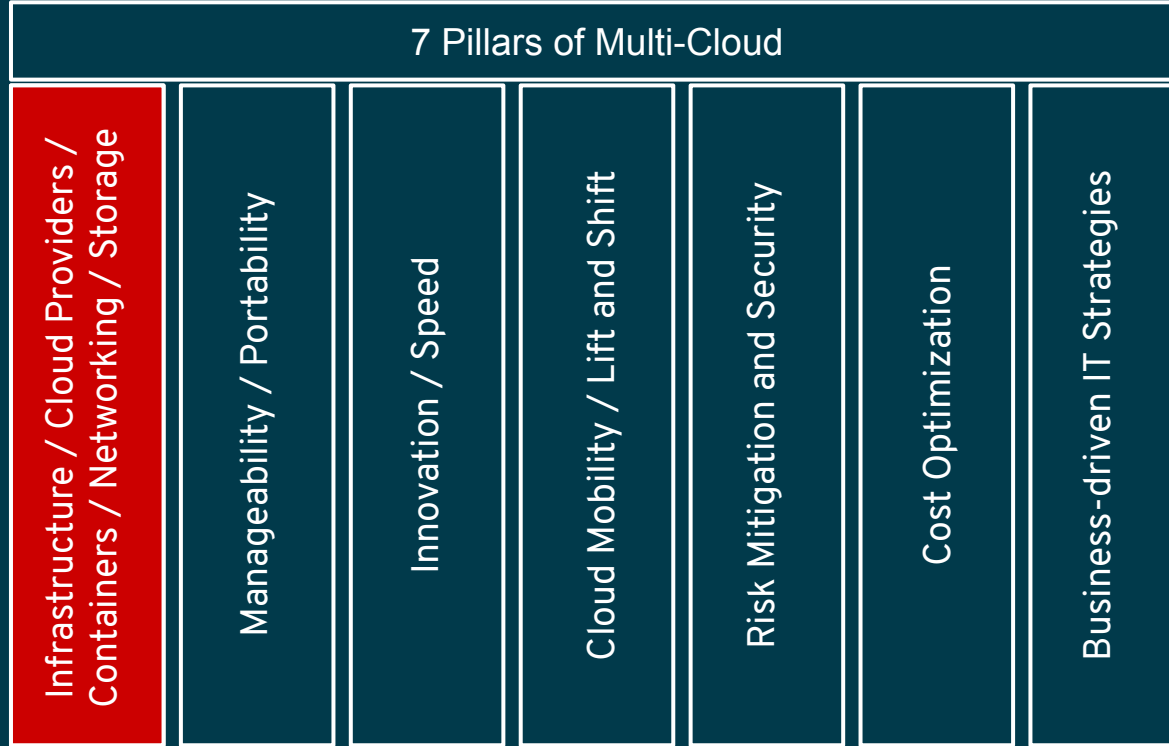 7 Pillars of Multi-Cloud
Infrastructure / Cloud Providers /
Containers / Networking / Storage
Manageability / Portability
Innovation / Speed
Cloud Mobility / Lift and Shift
Risk Mitigation and Security
Cost Optimization
Business-driven IT Strategies